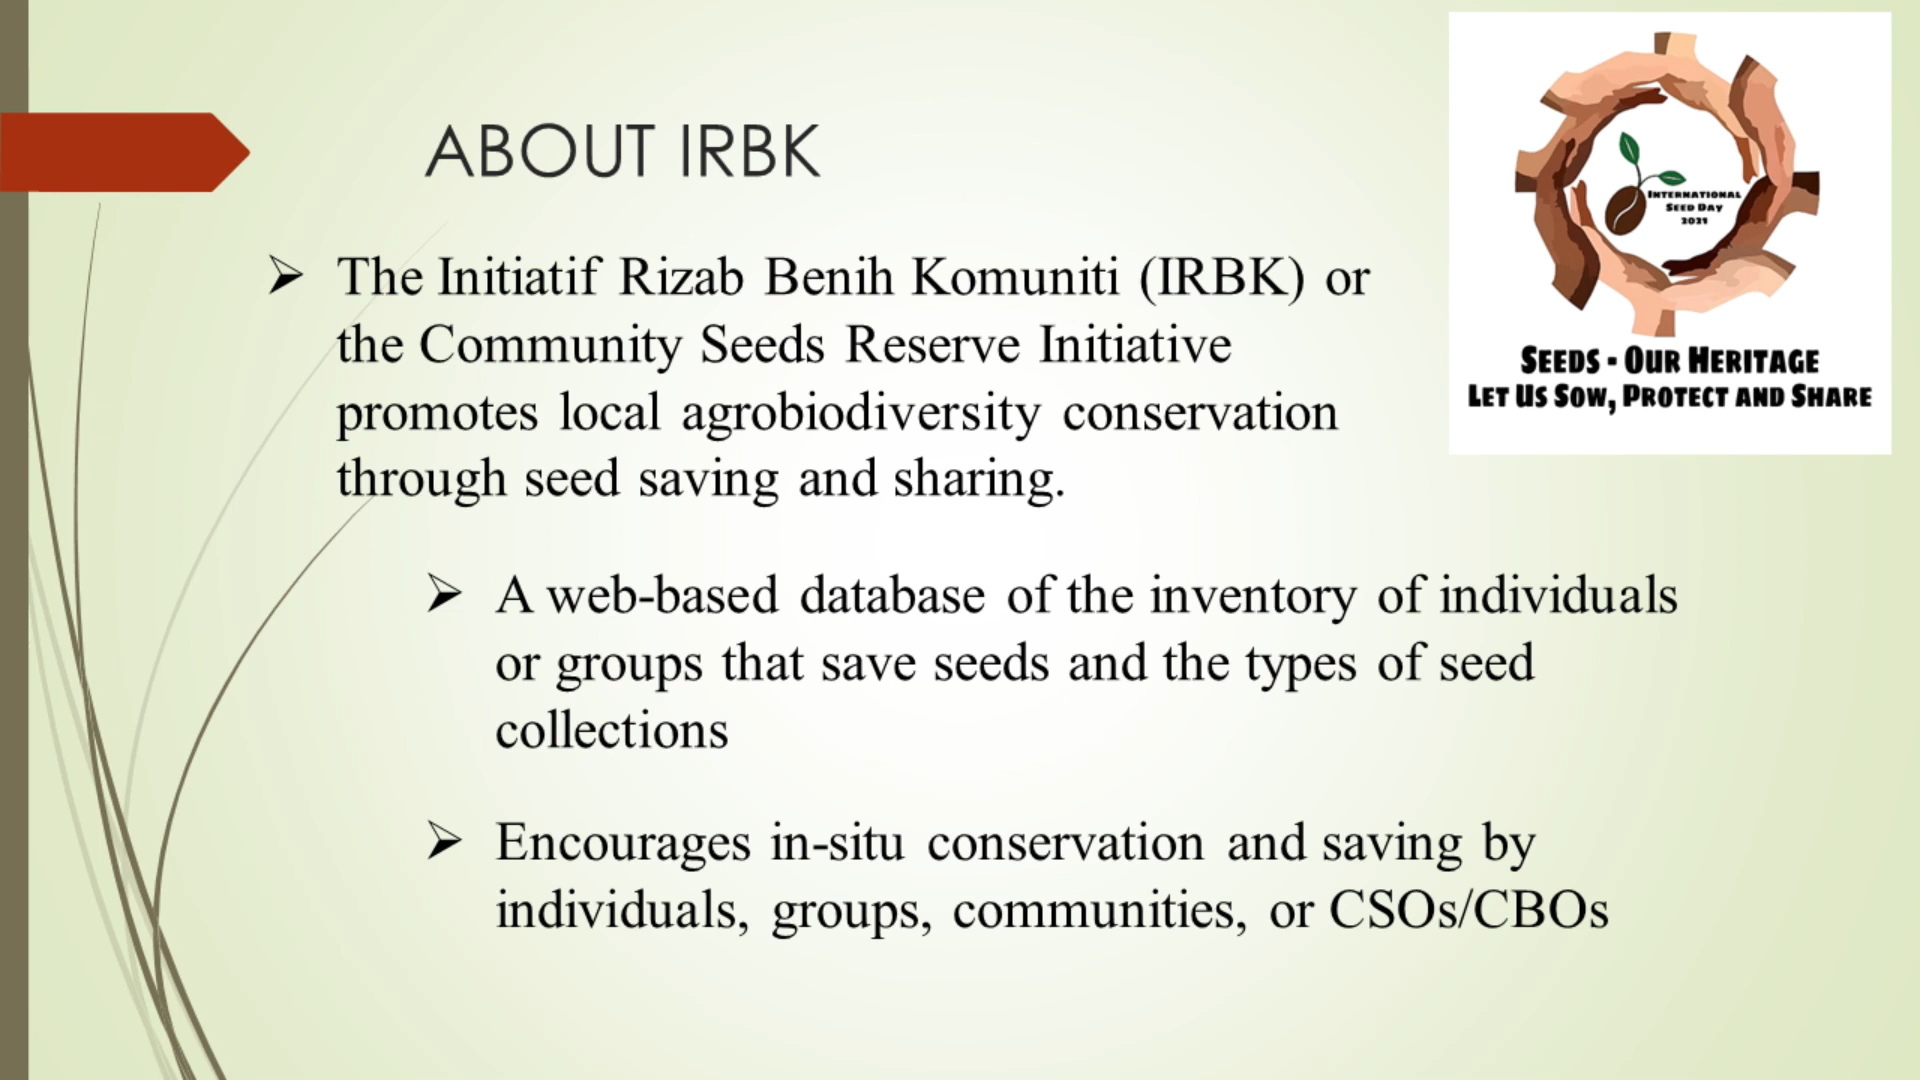 ABOUT IRBK
➢ The Initiatif Rizab Benih Komuniti (IRBK) or
the Community Seeds Reserve Initiative
promotes local agrobiodiversity conservation
through seed saving and sharing.
➢ A web-based database of the inventory of individuals
or groups that save seeds and the types of seed
collections
➢ Encourages in-situ conservation and saving by
individuals, groups, communities, or CSOs/CBOs
INTERNATIONAL
SEED DAY
2021
SEEDS - OUR HERITAGE
LET US SOW, PROTECT AND SHARE